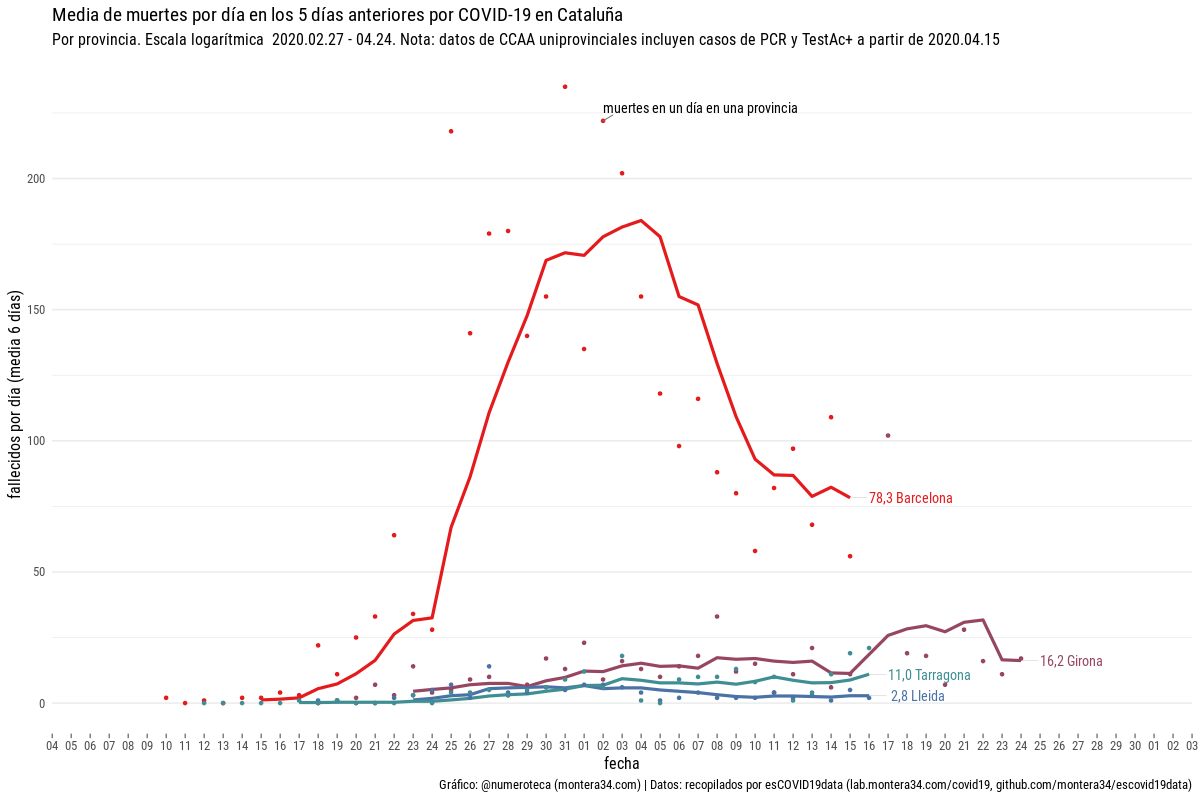 Media de muertes por día en los 5 días anteriores por COVID-19 en Cataluña
Por provincia. Escala logarítmica  2020.02.27 - 04.24. Nota: datos de CCAA uniprovinciales incluyen casos de PCR y TestAc+ a partir de 2020.04.15
muertes en un día en una provincia
200
150
100
50
0
fallecidos por día (media 6 días)
78,3 Barcelona
16,2 Girona
11,0 Tarragona
2,8 Lleida
04 05 06 07 08 09 10 11 12 13 14 15 16 17 18 19 20 21 22 23 24 25 26 27 28 29 30 31 01 02 03 04 05 06 07 08 09 10 11 12 13 14 15 16 17 18 19 20 21 22 23 24 25 26 27 28 29 30 01 02 03
fecha
Gráfico: @numeroteca (montera34.com) | Datos: recopilados por esCOVID19data (lab.montera34.com/covid19, github.com/montera34/escovid19data)